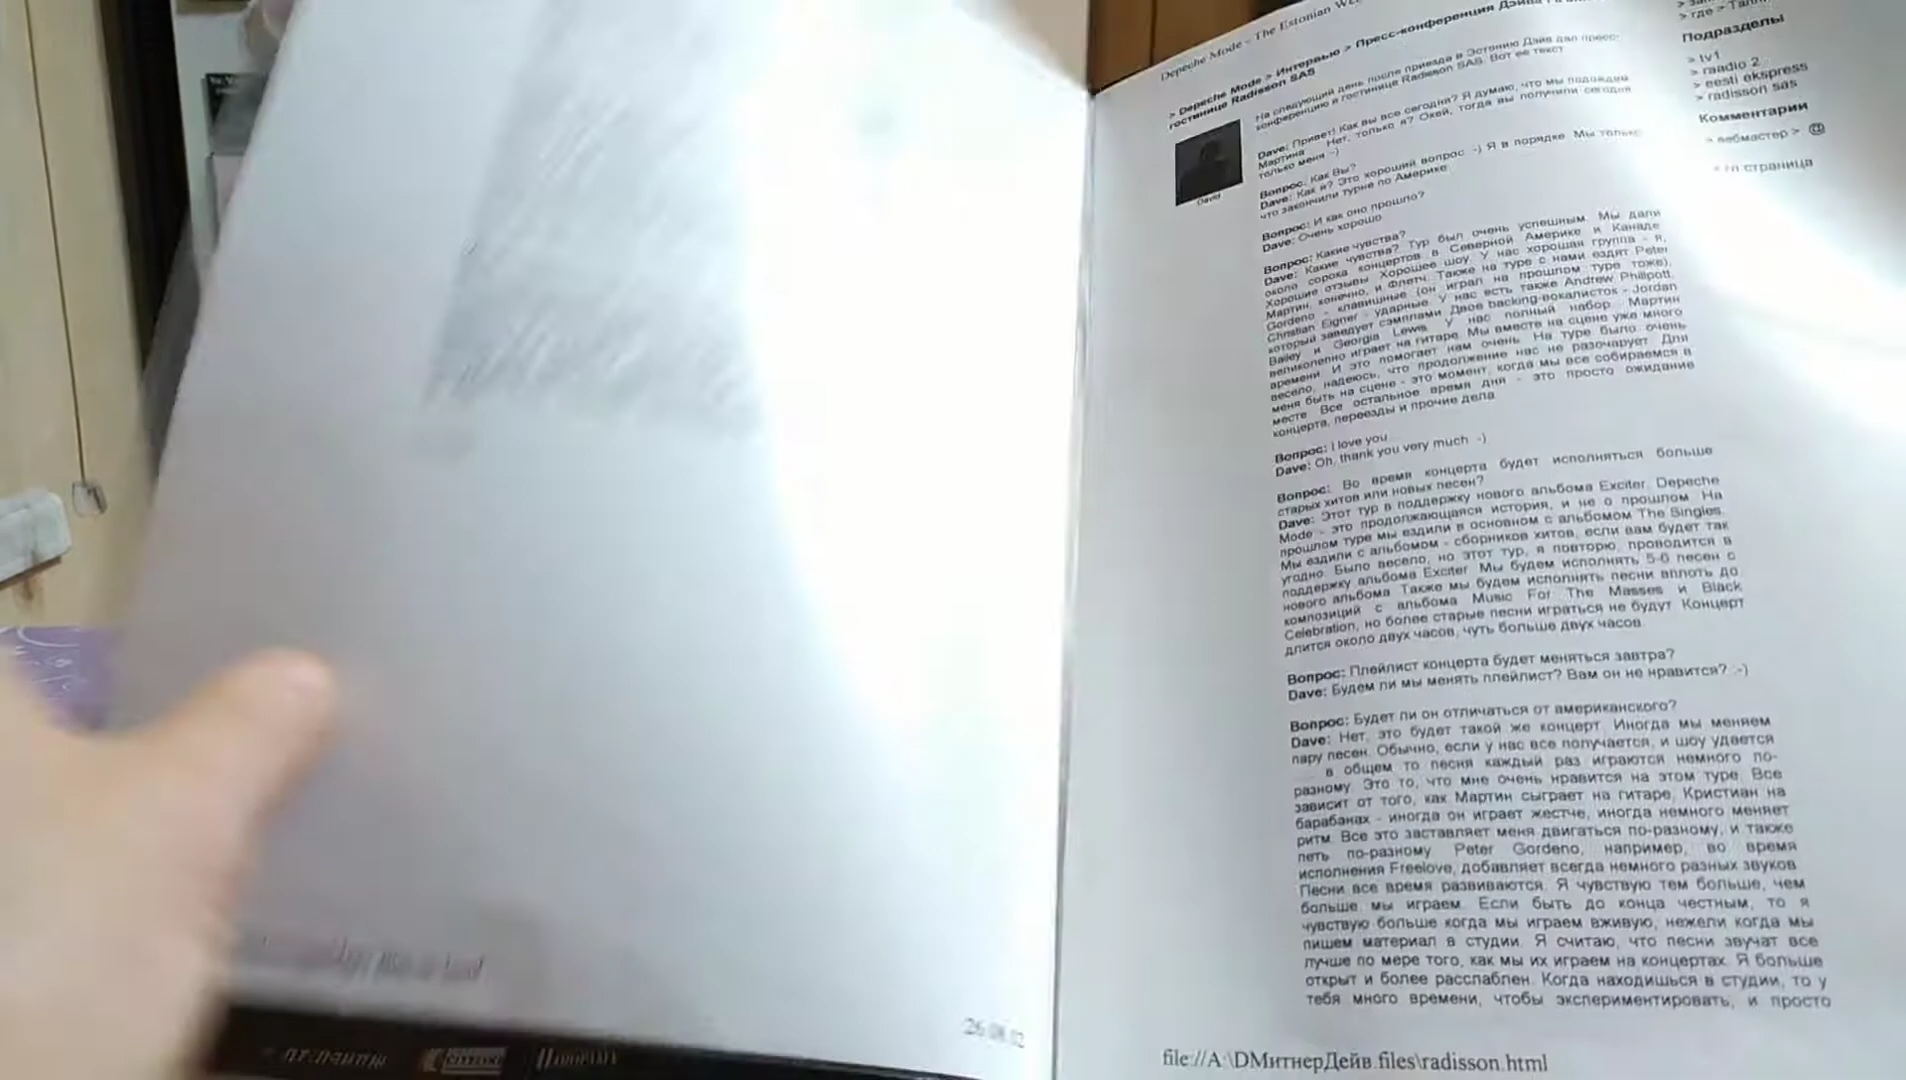 26.08.02
Depeche Mode - The Estonian
> Depeche Mode > Интервью > Пресс-конференция Дэйва
гостинице Radisson SAS
David
На следующий день после приезда в Эстонию Дэйв дал пресс-
конференцию в гостинице Radisson SAS. Вот ее текст
Dave: Привет! Как вы все сегодня? Я думаю, что мы подождем
Мартина Нет, только я? Окей, тогда вы получили сегодня
только меня :-)
Вопрос: Как Вы?
Dave: Как я? Это хороший вопрос :-) Я в порядке. Мы только
что закончили турне по Америке
Вопрос: И как оно прошло?
Dave: Очень хорошо
Вопрос: Какие чувства?
Dave: Какие чувства? Тур был очень успешным. Мы дали
около сорока концертов в Северной Америке и Канаде
Хорошие отзывы. Хорошее шоу. У нас хорошая группа - я,
Мартин, конечно, и Флетч. Также на туре с нами ездят Peter
Gordeno - клавишные (он играл на прошлом туре тоже),
Christian Eigner - ударные. У нас есть также Andrew Phillpott,
который заведует сэмплами. Двое backing-вокалисток - Jordan
Bailey и Georgia Lewis. У нас полный набор. Мартин
великолепно играет на гитаре. Мы вместе на сцене уже много
времени. И это помогает нам очень. На туре было очень
весело, надеюсь, что продолжение нас не разочарует. Для
меня быть на сцене - это момент, когда мы все собираемся в
месте. Все остальное время дня - это просто ожидание
концерта, переезды и прочие дела
Вопрос: I love you
Dave: Oh, thank you very much :-)
Вопрос: Во время концерта будет исполняться больше
старых хитов или новых песен?
Dave: Этот тур в поддержку нового альбома Exciter. Depeche
Mode - это продолжающаяся история, и не о прошлом. На
прошлом туре мы ездили в основном с альбомом The Singles.
Мы ездили с альбомом - сборников хитов, если вам будет так
угодно. Было весело, но этот тур, я повторю, проводится в
поддержку альбома Exciter. Мы будем исполнять 5-6 песен с
нового альбома. Также мы будем исполнять песни вплоть до
композиций с альбома Music For The Masses и Black
Celebration, но более старые песни играться не будут. Концерт
длится около двух часов, чуть больше двух часов.
Вопрос: Плейлист концерта будет меняться завтра?
Dave: Будем ли мы менять плейлист? Вам он не нравится? :-)
Вопрос: Будет ли он отличаться от американского?
Dave: Нет, это будет такой же концерт. Иногда мы меняем
пару песен. Обычно, если у нас все получается, и шоу удается
в общем то песня каждый раз играются немного по-
разному. Это то, что мне очень нравится на этом туре. Все
зависит от того, как Мартин сыграет на гитаре, Кристиан на
барабанах - иногда он играет жестче, иногда немного меняет
ритм. Все это заставляет меня двигаться по-разному, и также
петь по-разному. Peter Gordeno, например, во время
исполнения Freelove, добавляет всегда немного разных звуков.
Песни все время развиваются. Я чувствую тем больше, чем
больше мы играем. Если быть до конца честным, то я
чувствую больше когда мы играем вживую, нежели когда мы
пишем материал в студии. Я считаю, что песни звучат все
лучше по мере того, как мы их играем на концертах. Я больше
открыт и более расслаблен. Когда находишься в студии, то у
тебя много времени, чтобы экспериментировать, и просто
> где >
Подразделы
> tv1
> raadio 2
> eesti ekspress
> radisson sas
Комментарии
> вебмастер > @
страница
file://A:\DМитнерДейв.files\radisson.html